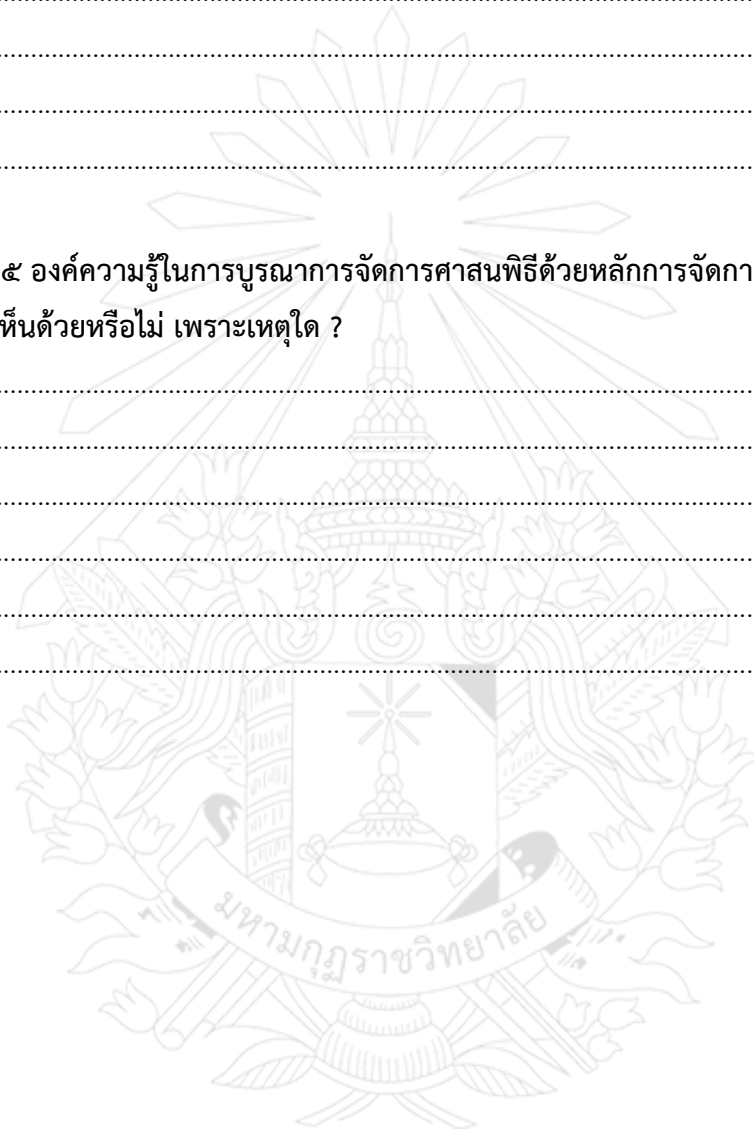 ๕ องค์ความรู้ในการบูรณาการจัดการศาสนพิธีด้วยหลักการจัดกา
ห็นด้วยหรือไม่ เพราะเหตุใด ?
มหามกุฏราชวิทยาลัย